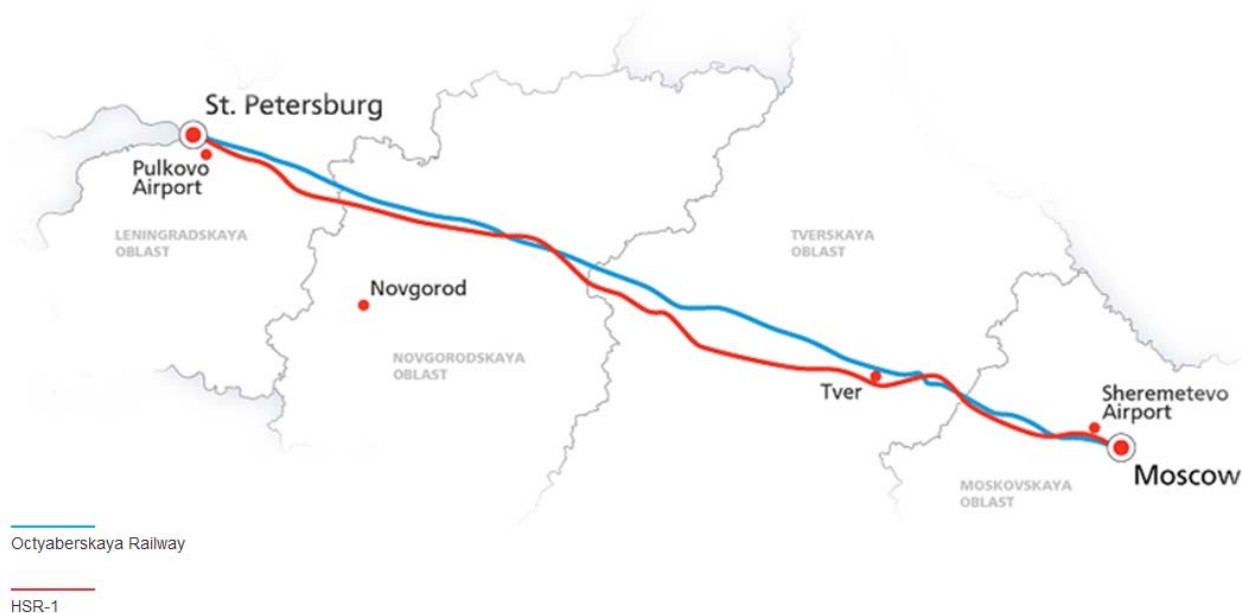 St. Petersburg
Pulkovo
Airport
LENINGRADSKAYA
OBLAST
TVERSKAYA
OBLAST
Novgorod
NOVGORODSKAYA
OBLAST
Tver
Sheremetevo
Airport
Moscow
MOSKOVSKAYA
OBLAST
Octyaberskaya Railway
HSR-1